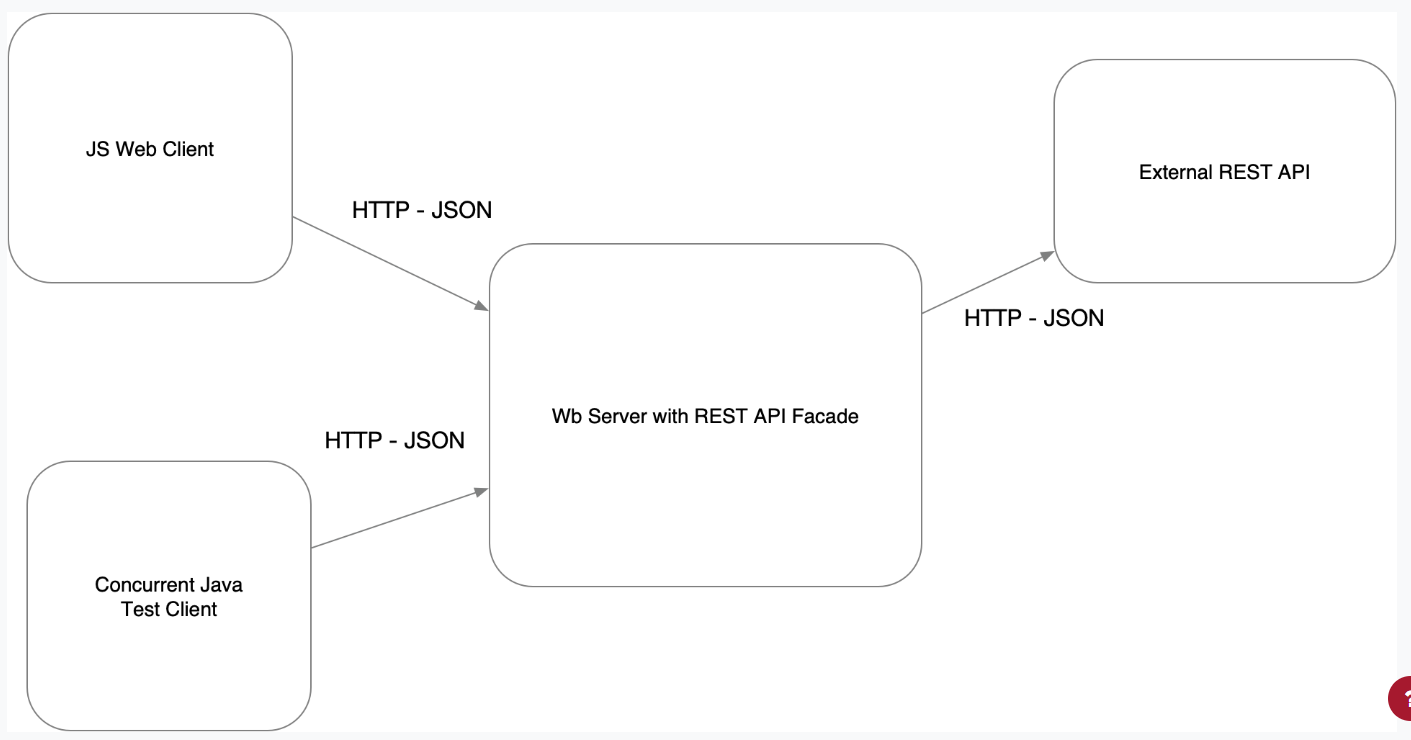 JS Web Client
External REST API
HTTP - JSON
HTTP - JSON
Wb Server with REST API Facade
HTTP - JSON
Concurrent Java
Test Client
?